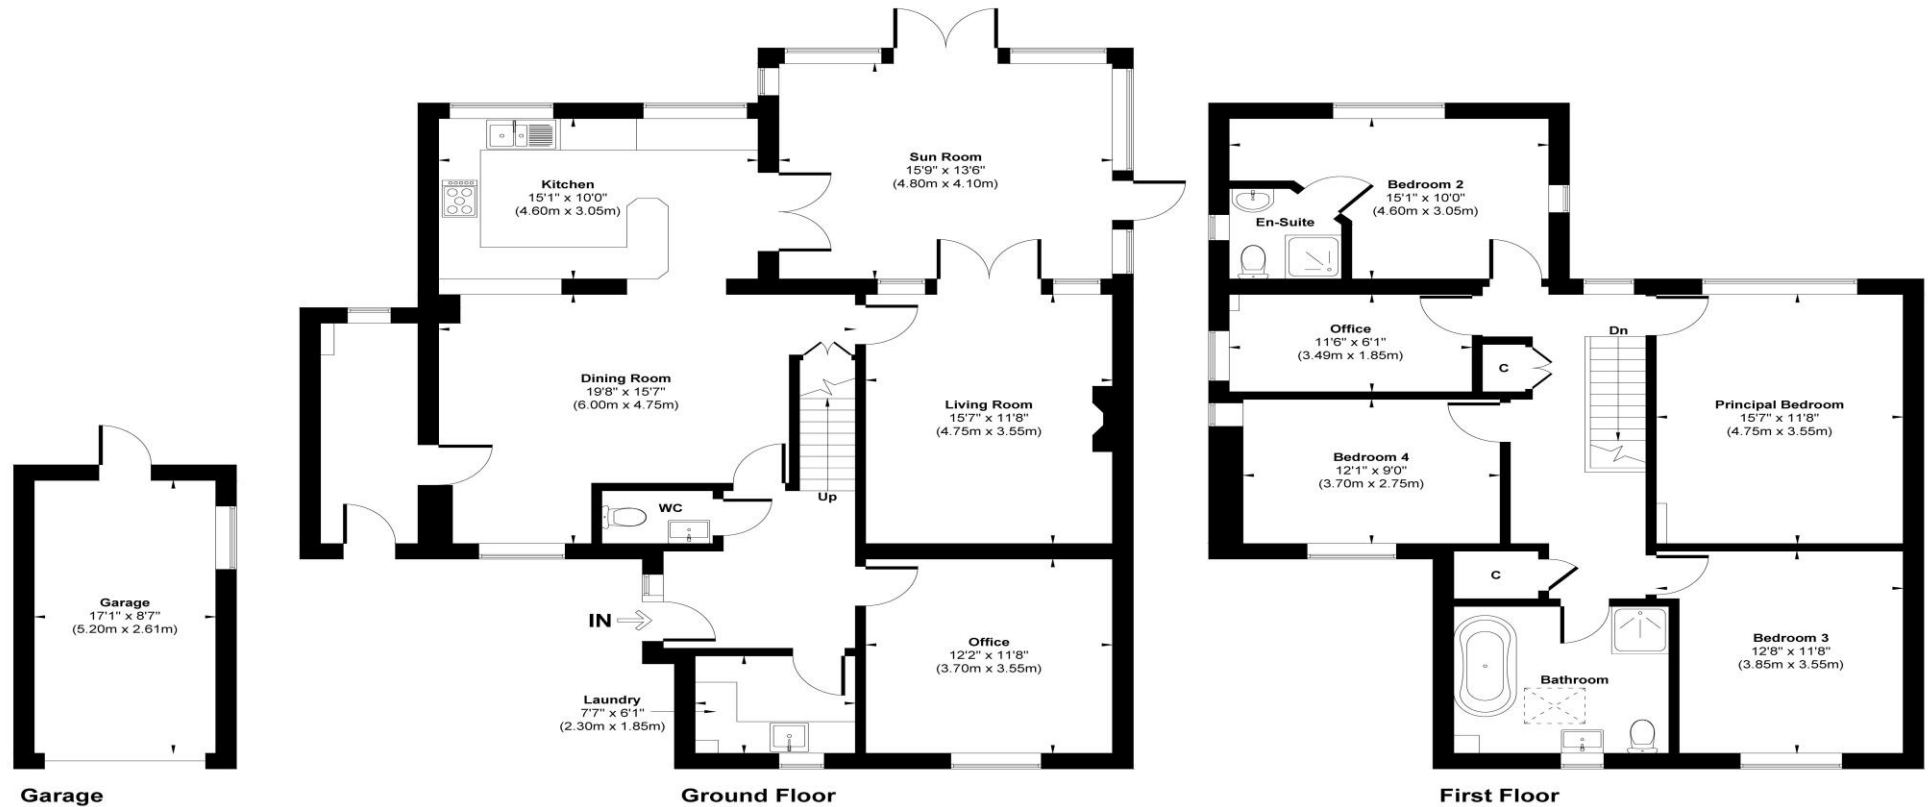 Sun Room
15'9" x 13'6"
(4.80m x 4.10m)
Kitchen
15'1" x 10'0"
(4.60m x 3.05m)
Dining Room
19'8" x 15'7"
(6.00m x 4.75m)
Living Room
15'7" x 11'8"
(4.75m x 3.55m)
Up
WC
IN
Office
12'2" x 11'8"
(3.70m x 3.55m)
Laundry
7'7" x 6'1"
(2.30m x 1.85m)
Garage
17'1" x 8'7"
(5.20m x 2.61m)
Bedroom 2
15'1" x 10'0"
(4.60m x 3.05m)
En-Suite
Office
11'6" x 6'1"
(3.49m x 1.85m)
Dn
C
Principal Bedroom
15'7" x 11'8"
(4.75m x 3.55m)
Bedroom 4
12'1" x 9'0"
(3.70m x 2.75m)
C
Bedroom 3
12'8" x 11'8"
(3.85m x 3.55m)
Bathroom
Garage
Ground Floor
First Floor